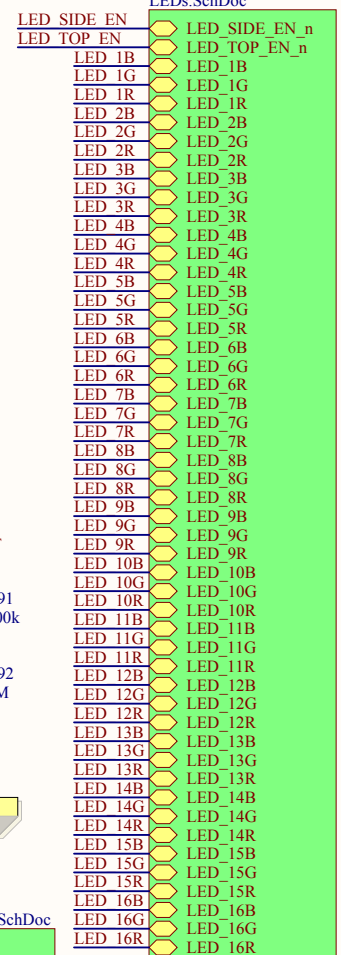 LEDs.SchDoc
LED_SIDE_EN LED_SIDE_EN_n
LED_TOP_EN LED_TOP_EN_n
LED_1B LED_1B
LED_1G LED_1G
LED_1R LED_1R
LED_2B LED_2B
LED_2G LED_2G
LED_2R LED_2R
LED_3B LED_3B
LED_3G LED_3G
LED_3R LED_3R
LED_4B LED_4B
LED_4G LED_4G
LED_4R LED_4R
LED_5B LED_5B
LED_5G LED_5G
LED_5R LED_5R
LED_6B LED_6B
LED_6G LED_6G
LED_6R LED_6R
LED_7B LED_7B
LED_7G LED_7G
LED_7R LED_7R
LED_8B LED_8B
LED_8G LED_8G
LED_8R LED_8R
LED_9B LED_9B
LED_9G LED_9G
LED_9R LED_9R
LED_10B LED_10B
LED_10G LED_10G
91 LED_10R LED_10R
00k LED_11B LED_11B
LED_11G LED_11G
LED_11R LED_11R
92 LED_12B LED_12B
M LED_12G LED_12G
LED_12R LED_12R
LED_13B LED_13B
LED_13G LED_13G
LED_13R LED_13R
LED_14B LED_14B
LED_14G LED_14G
LED_14R LED_14R
LED_15B LED_15B
LED_15G LED_15G
LED_15R LED_15R
LED_16B LED_16B
SchDoc LED_16G LED_16G
LED_16R LED_16R